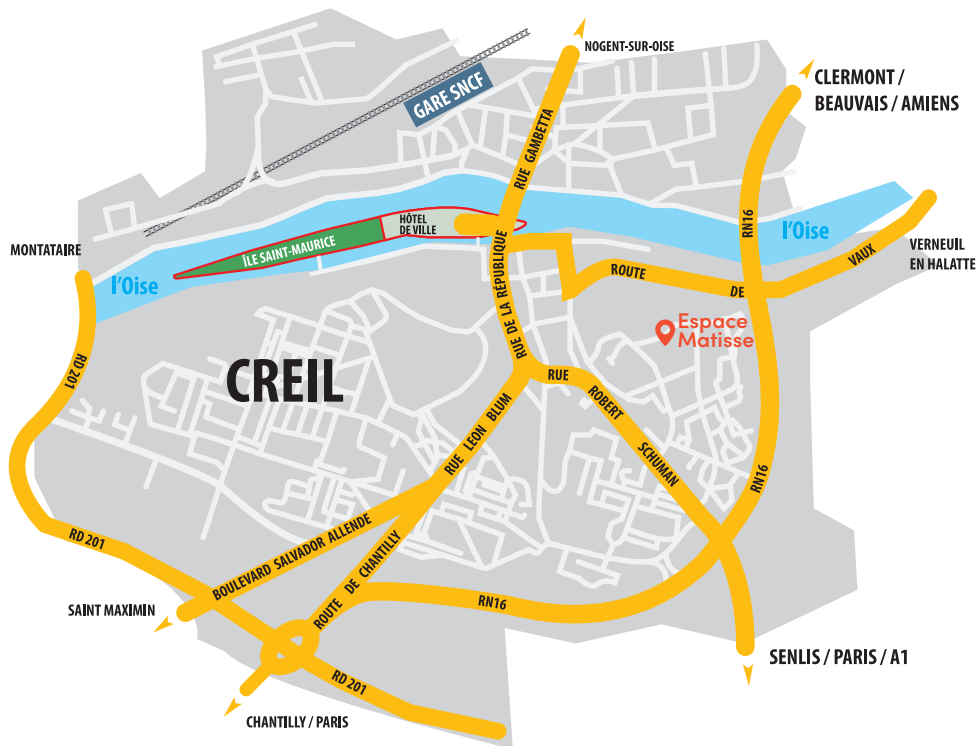 NOGENT-SUR-OISE
CLERMONT /
BEAUVAIS / AMIENS
GARE SNCF
RUE GAMBETTA
RN16
HÔTEL
DE VILLE
ÎLE SAINT-MAURICE
MONTATAIRE
l'Oise
l'Oise
VERNEUIL
EN HALATTE
ROUTE DE VAUX
RUE DE LA RÉPUBLIQUE
Espace
Matisse
RD 201
CREIL
RUE ROBERT SCHUMAN
RUE LEON BLUM
RN16
BOULEVARD SALVADOR ALLENDE
ROUTE DE CHANTILLY
RD 201
RN16
SAINT MAXIMIN
SENLIS / PARIS / A1
RD 201
CHANTILLY / PARIS